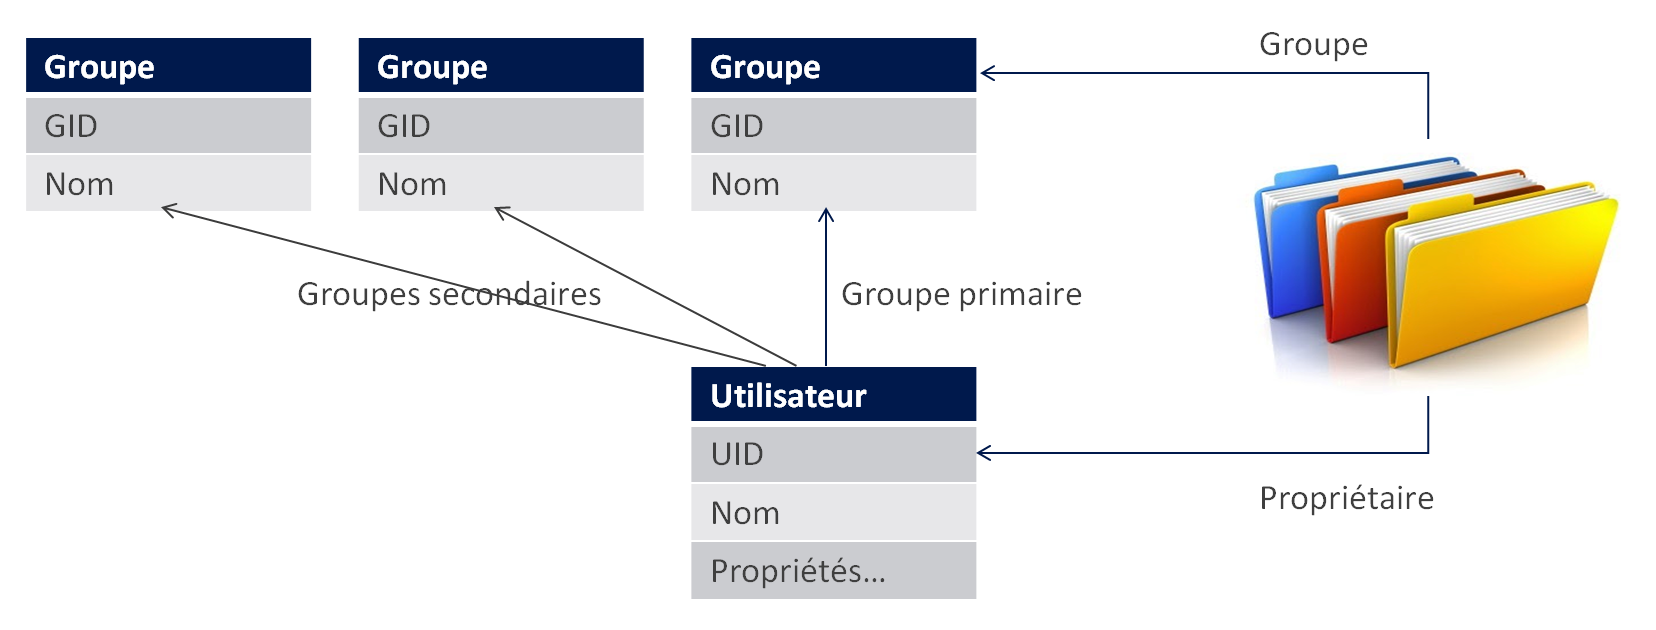 Groupe
Groupe
Groupe
Groupe
GID
GID
GID
Nom
Nom
Nom
Groupes secondaires
Groupe primaire
Utilisateur
UID
Propriétaire
Nom
Propriétés...